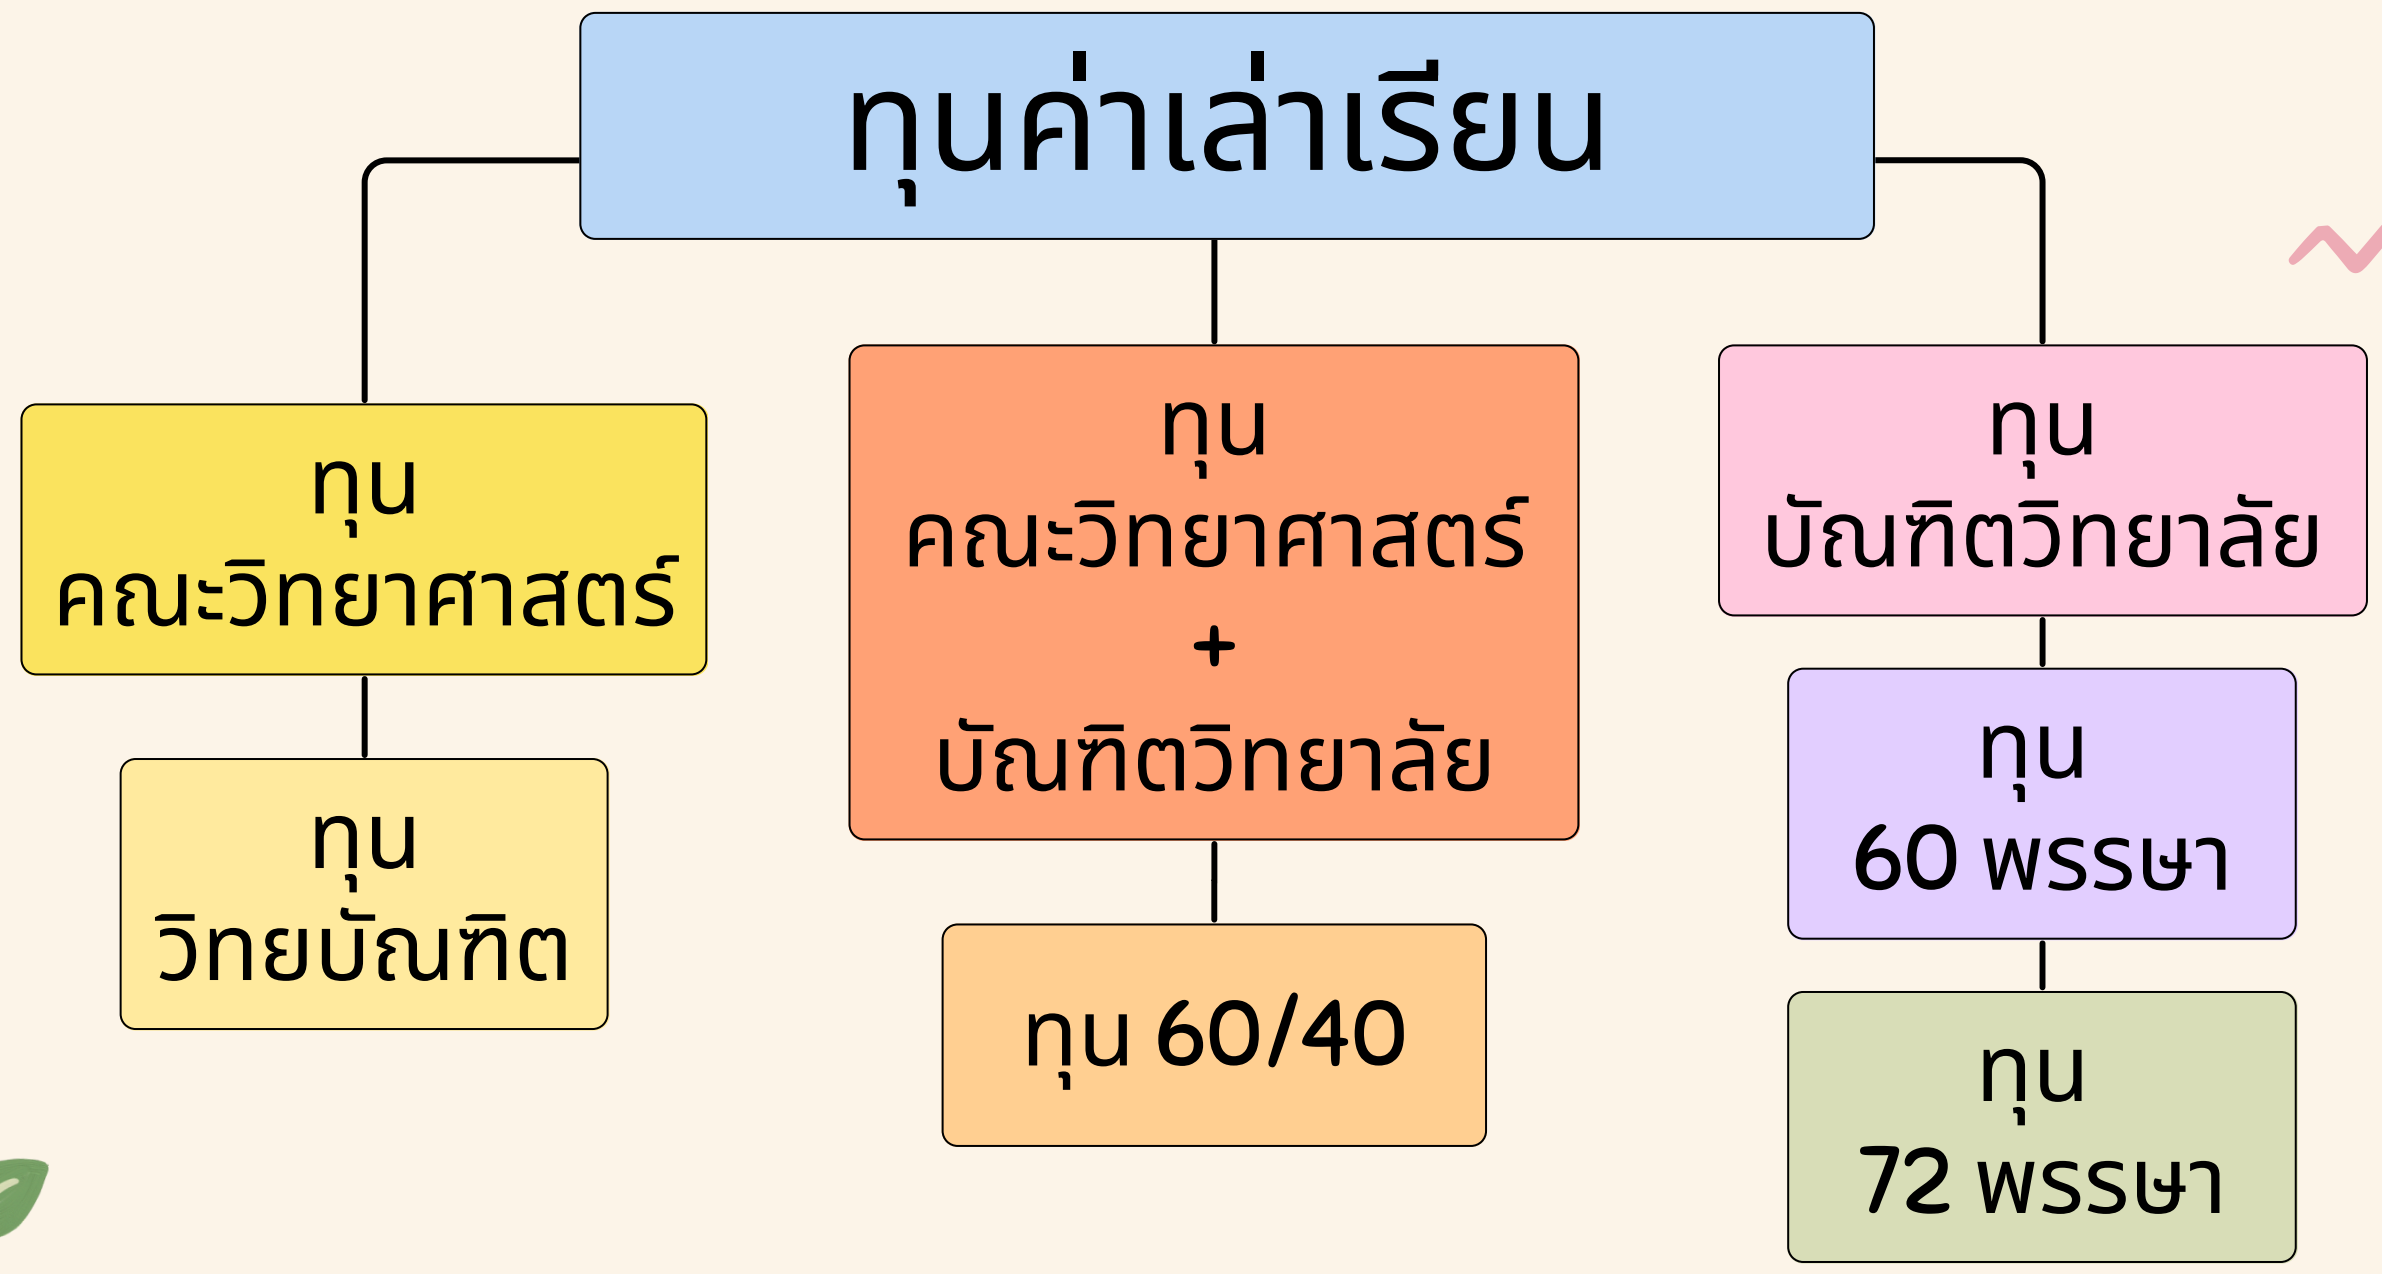 ทุนค่าเล่าเรียน
ทุน
คณะวิทยาศาสตร์
ทุน
วิทยบัณฑิต
ทุน
คณะวิทยาศาสตร์
+
บัณฑิตวิทยาลัย
ทุน 60/40
ทุน
บัณฑิตวิทยาลัย
ทุน
60 พรรษา
ทุน
72 พรรษา